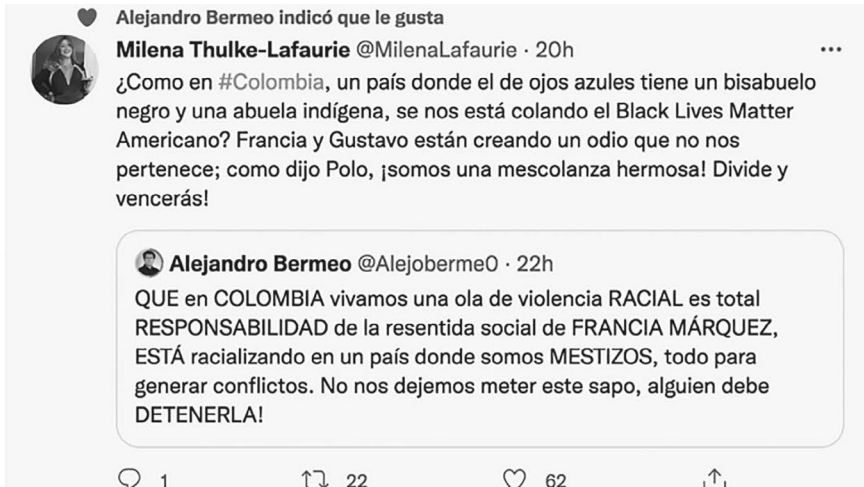 Alejandro Bermeo indicó que le gusta
Milena Thulke-Lafaurie @MilenaLafaurie · 20h
¿Como en #Colombia, un país donde el de ojos azules tiene un bisabuelo
negro y una abuela indígena, se nos está colando el Black Lives Matter
Americano? Francia y Gustavo están creando un odio que no nos
pertenece; como dijo Polo, ¡somos una mescolanza hermosa! Divide y
vencerás!
Alejandro Bermeo @Alejoberme0 · 22h
QUE en COLOMBIA vivamos una ola de violencia RACIAL es total
RESPONSABILIDAD de la resentida social de FRANCIA MÁRQUEZ,
ESTÁ racializando en un país donde somos MESTIZOS, todo para
generar conflictos. No nos dejemos meter este sapo, alguien debe
DETENERLA!
1 22 62